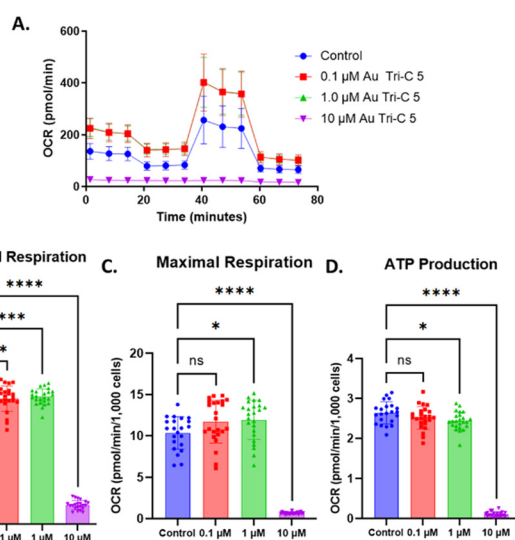 A.
600
400
200
0
OCR (pmol/min)
0 20 40 60 80
Time (minutes)
Control
0.1 µM Au Tri-C 5
1.0 µM Au Tri-C 5
10 µM Au Tri-C 5
Respiration
****
***
*
1 µM 10 µM
C.
Maximal Respiration
****
*
ns
20
15
10
5
0
OCR (pmol/min/1,000 cells)
Control 0.1 µM 1 µM 10 µM
D.
ATP Production
****
*
ns
4
3
2
1
0
OCR (pmol/min/1,000 cells)
Control 0.1 µM 1 µM 10 µM